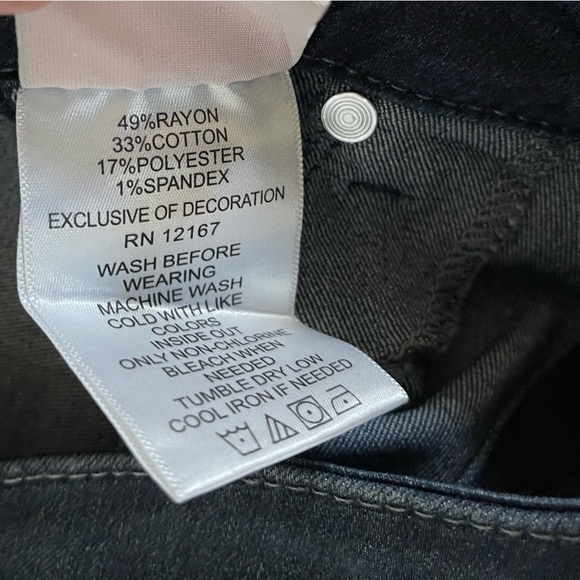 49%RAYON
33%COTTON
17%POLYESTER
1%SPANDEX
EXCLUSIVE OF DECORATION
RN 12167
WASH BEFORE
WEARING
MACHINE WASH
COLD WITH LIKE
COLORS
INSIDE OUT
ONLY NON-CHLORINE
BLEACH WHEN
NEEDED
TUMBLE DRY LOW
COOL IRON IF NEEDED